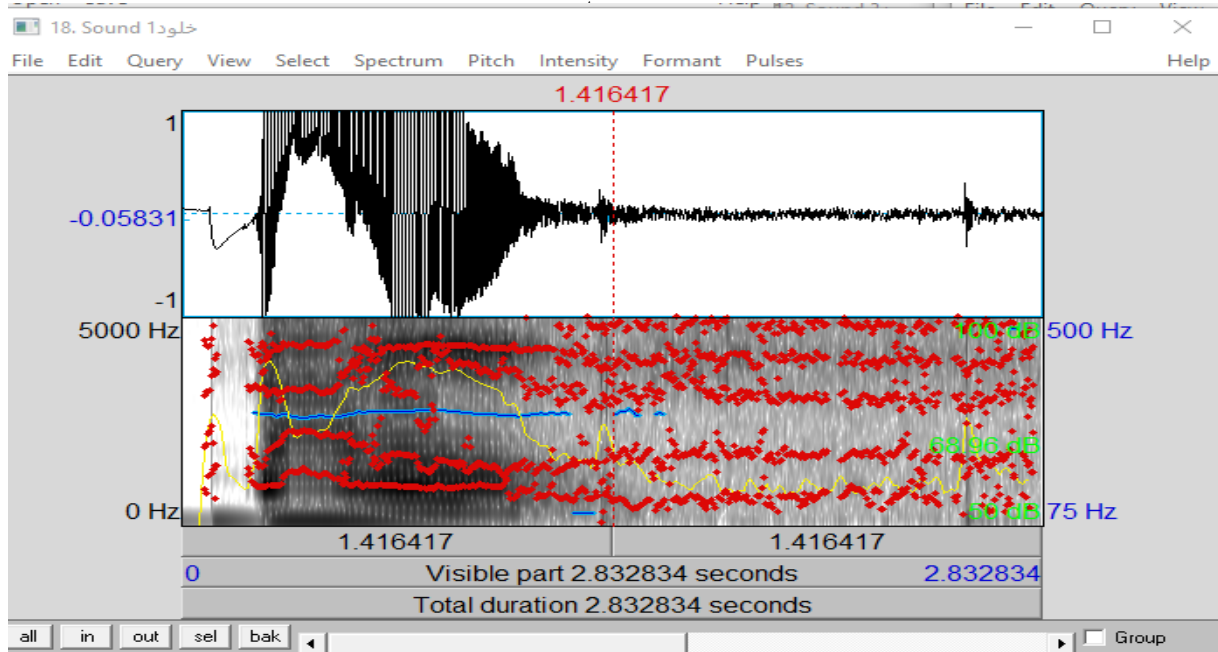 18. Sound 1خلود
File Edit Query View Select Spectrum Pitch Intensity Formant Pulses Help
1.416417
1
-0.05831
-1
5000 Hz
100 dB
500 Hz
68.96 dB
0 Hz
50 dB
75 Hz
1.416417 1.416417
0 Visible part 2.832834 seconds 2.832834
Total duration 2.832834 seconds
all in out sel bak Group